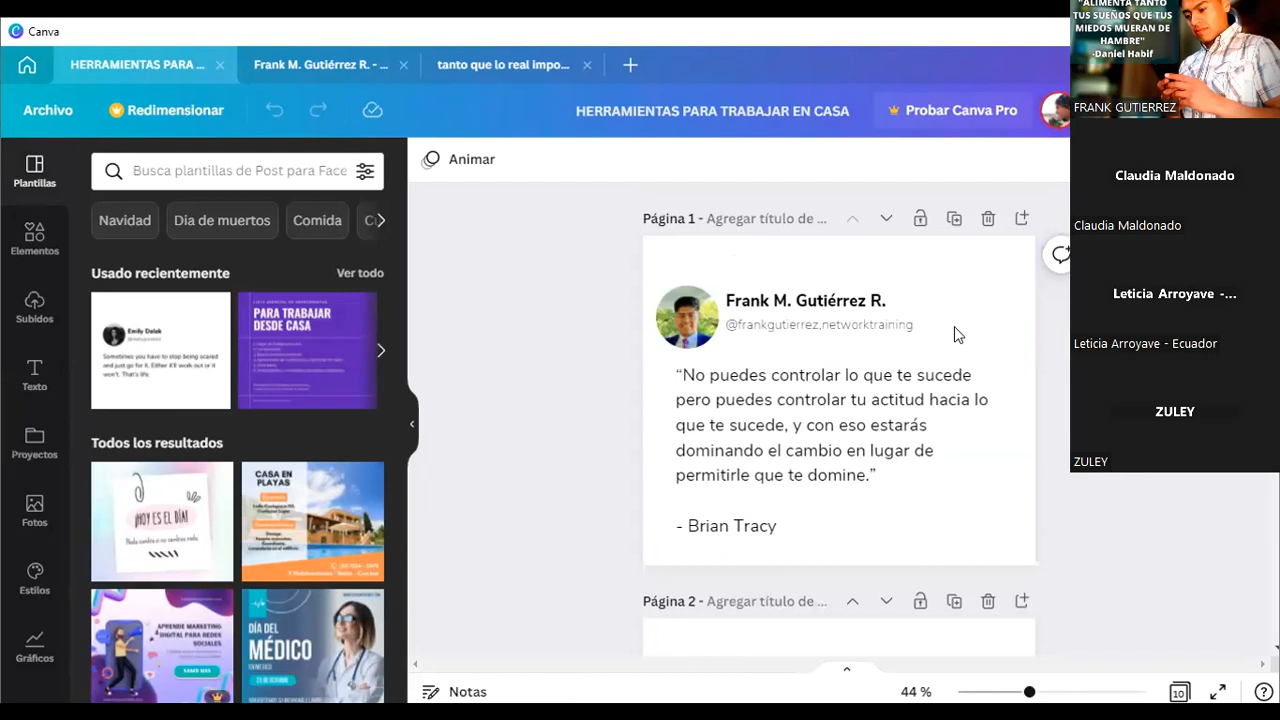 Canva
HERRAMIENTAS PARA ...
Frank M. Gutiérrez R. - ...
tanto que lo real impo...
Archivo
Redimensionar
HERRAMIENTAS PARA TRABAJAR EN CASA
Probar Canva Pro
Plantillas
Elementos
Subidos
Texto
Proyectos
Fotos
Estilos
Gráficos
Busca plantillas de Post para Face
Navidad
Dia de muertos
Comida
Usado recientemente
Ver todo
Sometimes you have to stop being scared
and just go for it. Either it'll work out or it
won't. That's life.
PARA TRABAJAR
DESDE CASA
Todos los resultados
¡HOY ES EL DÍA!
CASA EN
PLAYAS
APRENDE MARKETING
DIGITAL PARA REDES
SOCIALES
DÍA DEL
MÉDICO
Animar
Página 1 - Agregar título de ...
Frank M. Gutiérrez R.
@frankgutierrez,networktraining
“No puedes controlar lo que te sucede
pero puedes controlar tu actitud hacia lo
que te sucede, y con eso estarás
dominando el cambio en lugar de
permitirle que te domine.”
- Brian Tracy
Página 2 - Agregar título de ...
Notas
44 %
10
"ALIMENTA TANTO
TUS SUEÑOS QUE TUS
MIEDOS MUERAN DE
HAMBRE"
-Daniel Habif
FRANK GUTIERREZ
Claudia Maldonado
Claudia Maldonado
Leticia Arroyave -...
Leticia Arroyave - Ecuador
ZULEY
ZULEY